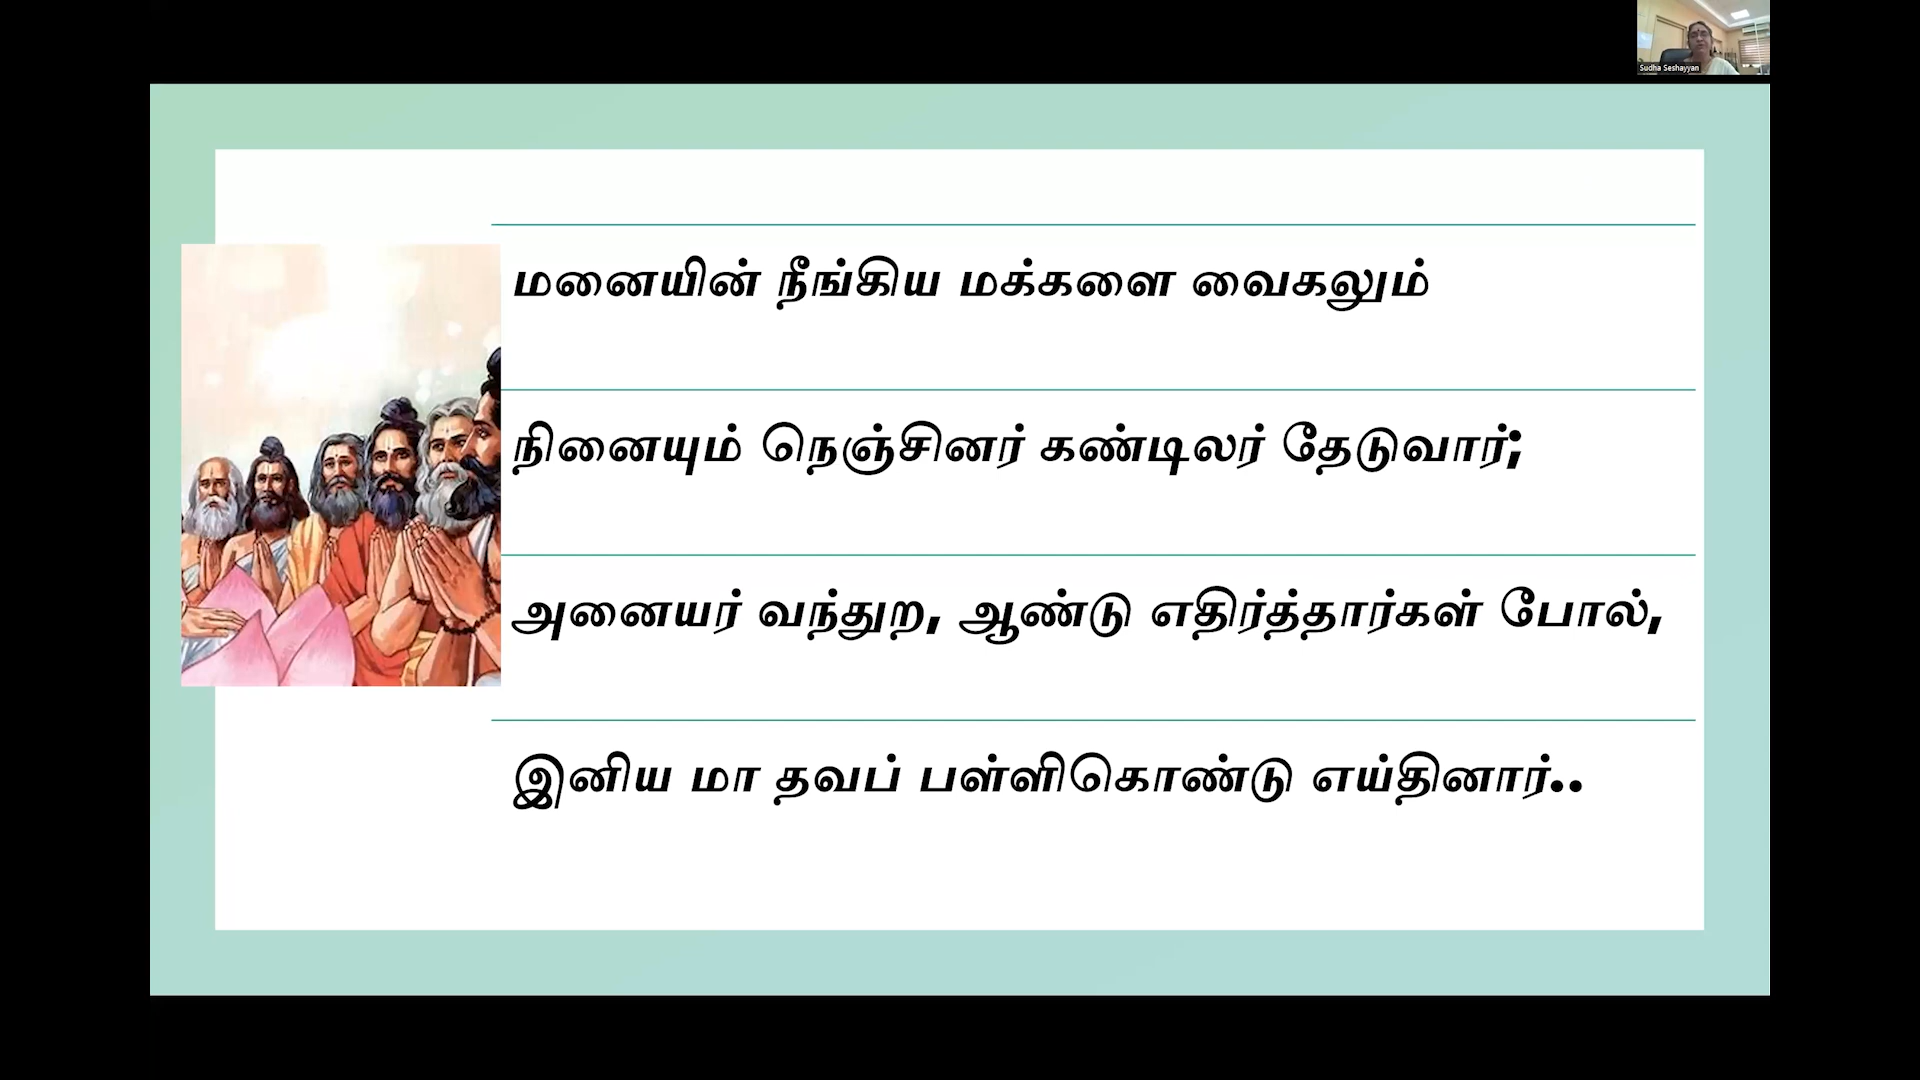 Sudha Seshayyan
மனையின் நீங்கிய மக்களை வைகலும்
நினையும் நெஞ்சினர் கண்டிலர் தேடுவார்;
அனையர் வந்துற, ஆண்டு எதிர்த்தார்கள் போல்,
இனிய மா தவப் பள்ளிகொண்டு எய்தினார்..